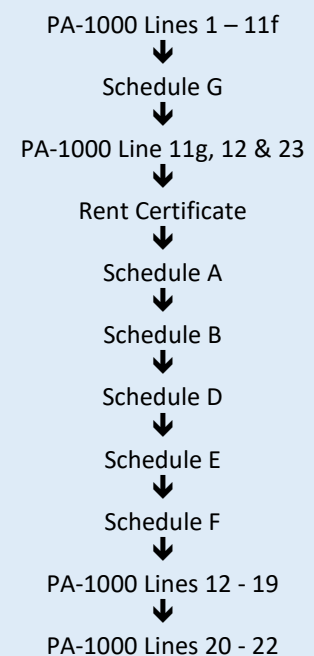 PA-1000 Lines 1 – 11f
Schedule G
PA-1000 Line 11g, 12 & 23
Rent Certificate
Schedule A
Schedule B
Schedule D
Schedule E
Schedule F
PA-1000 Lines 12 - 19
PA-1000 Lines 20 - 22